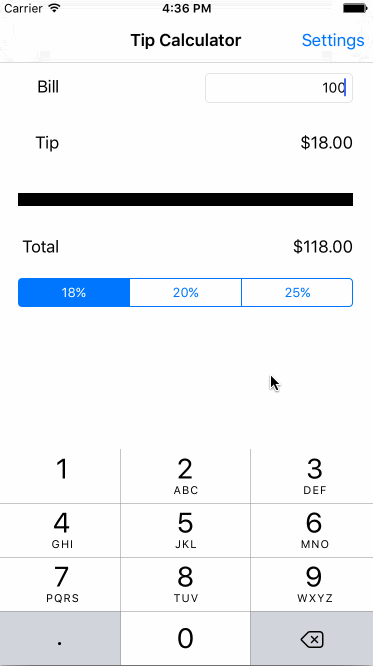 Carrier 4:36 PM
Tip Calculator Settings
Bill 100
Tip $18.00
Total $118.00
18% 20% 25%
1 2 3
ABC DEF
4 5 6
GHI JKL MNO
7 8 9
PQRS TUV WXYZ
. 0